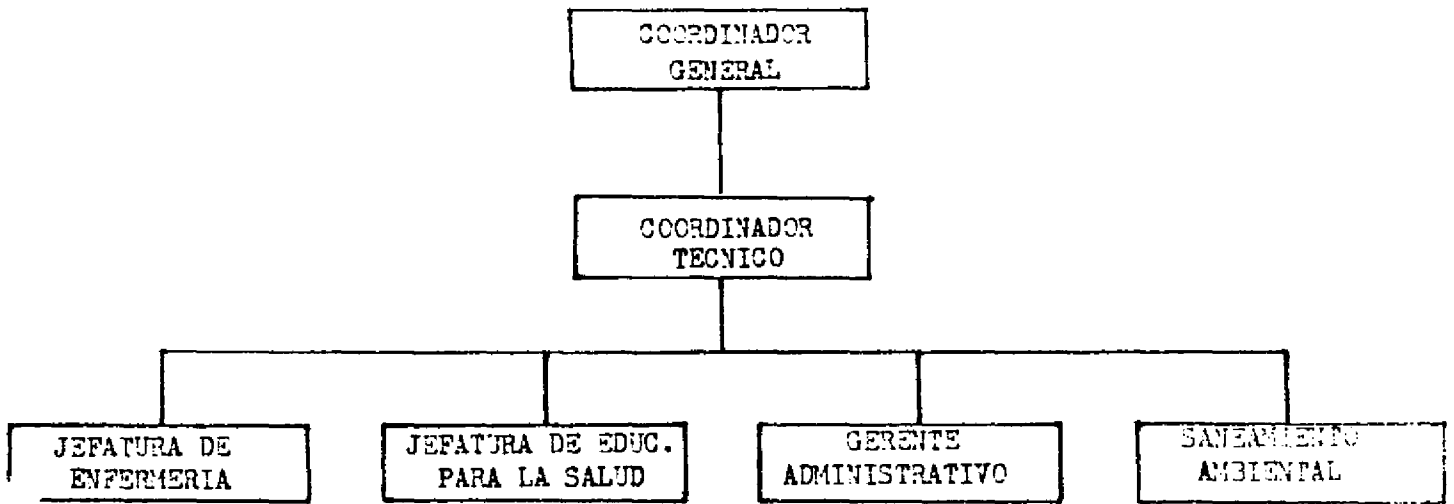 COORDINADOR
GENERAL
COORDINADOR
TECNICO
JEFATURA DE
ENFERMERIA
JEFATURA DE EDUC.
PARA LA SALUD
GERENTE
ADMINISTRATIVO
SANEAMIENTO
AMBIENTAL